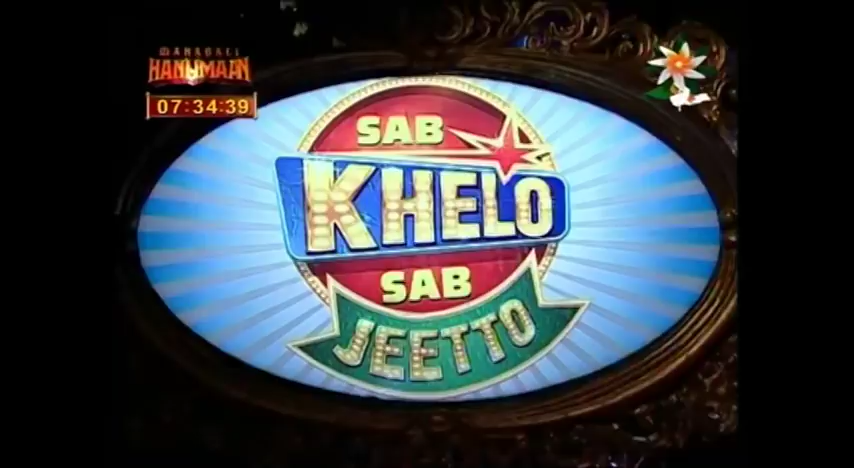 MAHABALI
HANUMAAN
07:34:39
SAB
KHELO
SAB
JEETTO